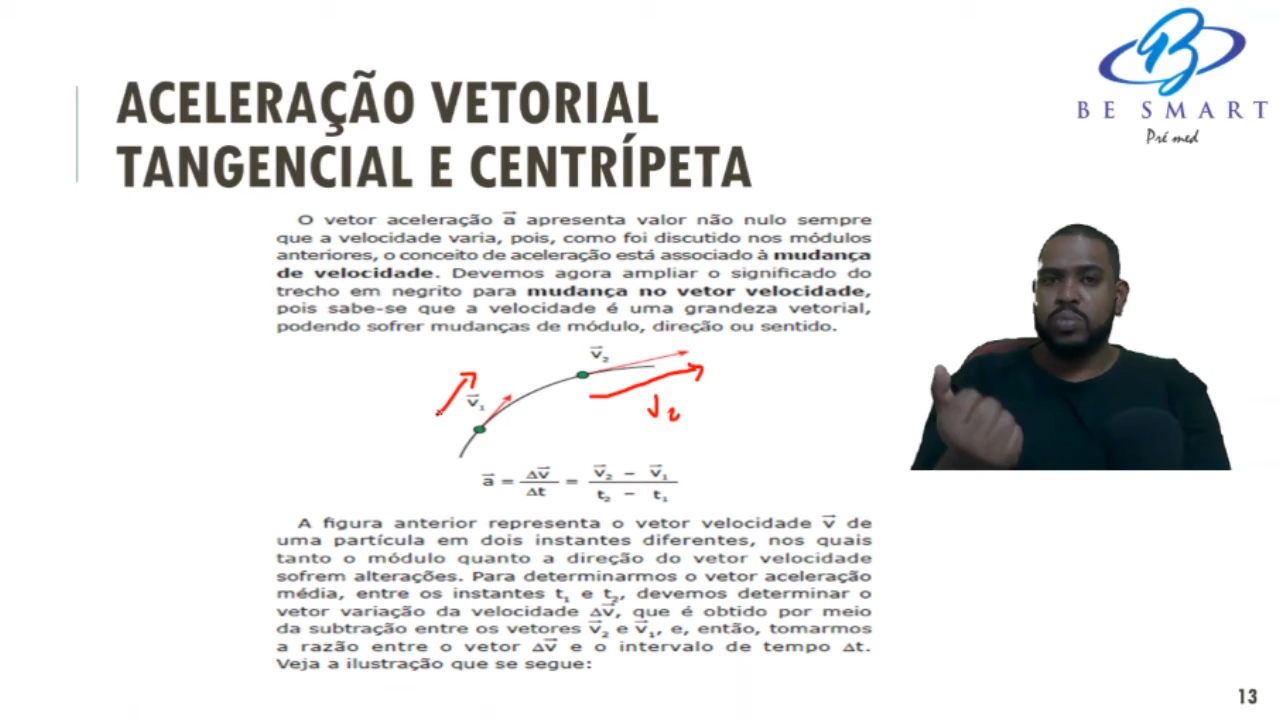 BE SMART
Pré med
ACELERAÇÃO VETORIAL
TANGENCIAL E CENTRÍPETA
O vetor aceleração a⃗ apresenta valor não nulo sempre
que a velocidade varia, pois, como foi discutido nos módulos
anteriores, o conceito de aceleração está associado à mudança
de velocidade. Devemos agora ampliar o significado do
trecho em negrito para mudança no vetor velocidade,
pois sabe-se que a velocidade é uma grandeza vetorial,
podendo sofrer mudanças de módulo, direção ou sentido.
v⃗₂
v⃗₁
v₂
a⃗ = Δv⃗/Δt = (v⃗₂ − v⃗₁)/(t₂ − t₁)
A figura anterior representa o vetor velocidade v⃗ de
uma partícula em dois instantes diferentes, nos quais
tanto o módulo quanto a direção do vetor velocidade
sofrem alterações. Para determinarmos o vetor aceleração
média, entre os instantes t₁ e t₂, devemos determinar o
vetor variação da velocidade Δv⃗, que é obtido por meio
da subtração entre os vetores v⃗₂ e v⃗₁, e, então, tomarmos
a razão entre o vetor Δv⃗ e o intervalo de tempo Δt.
Veja a ilustração que se segue:
13